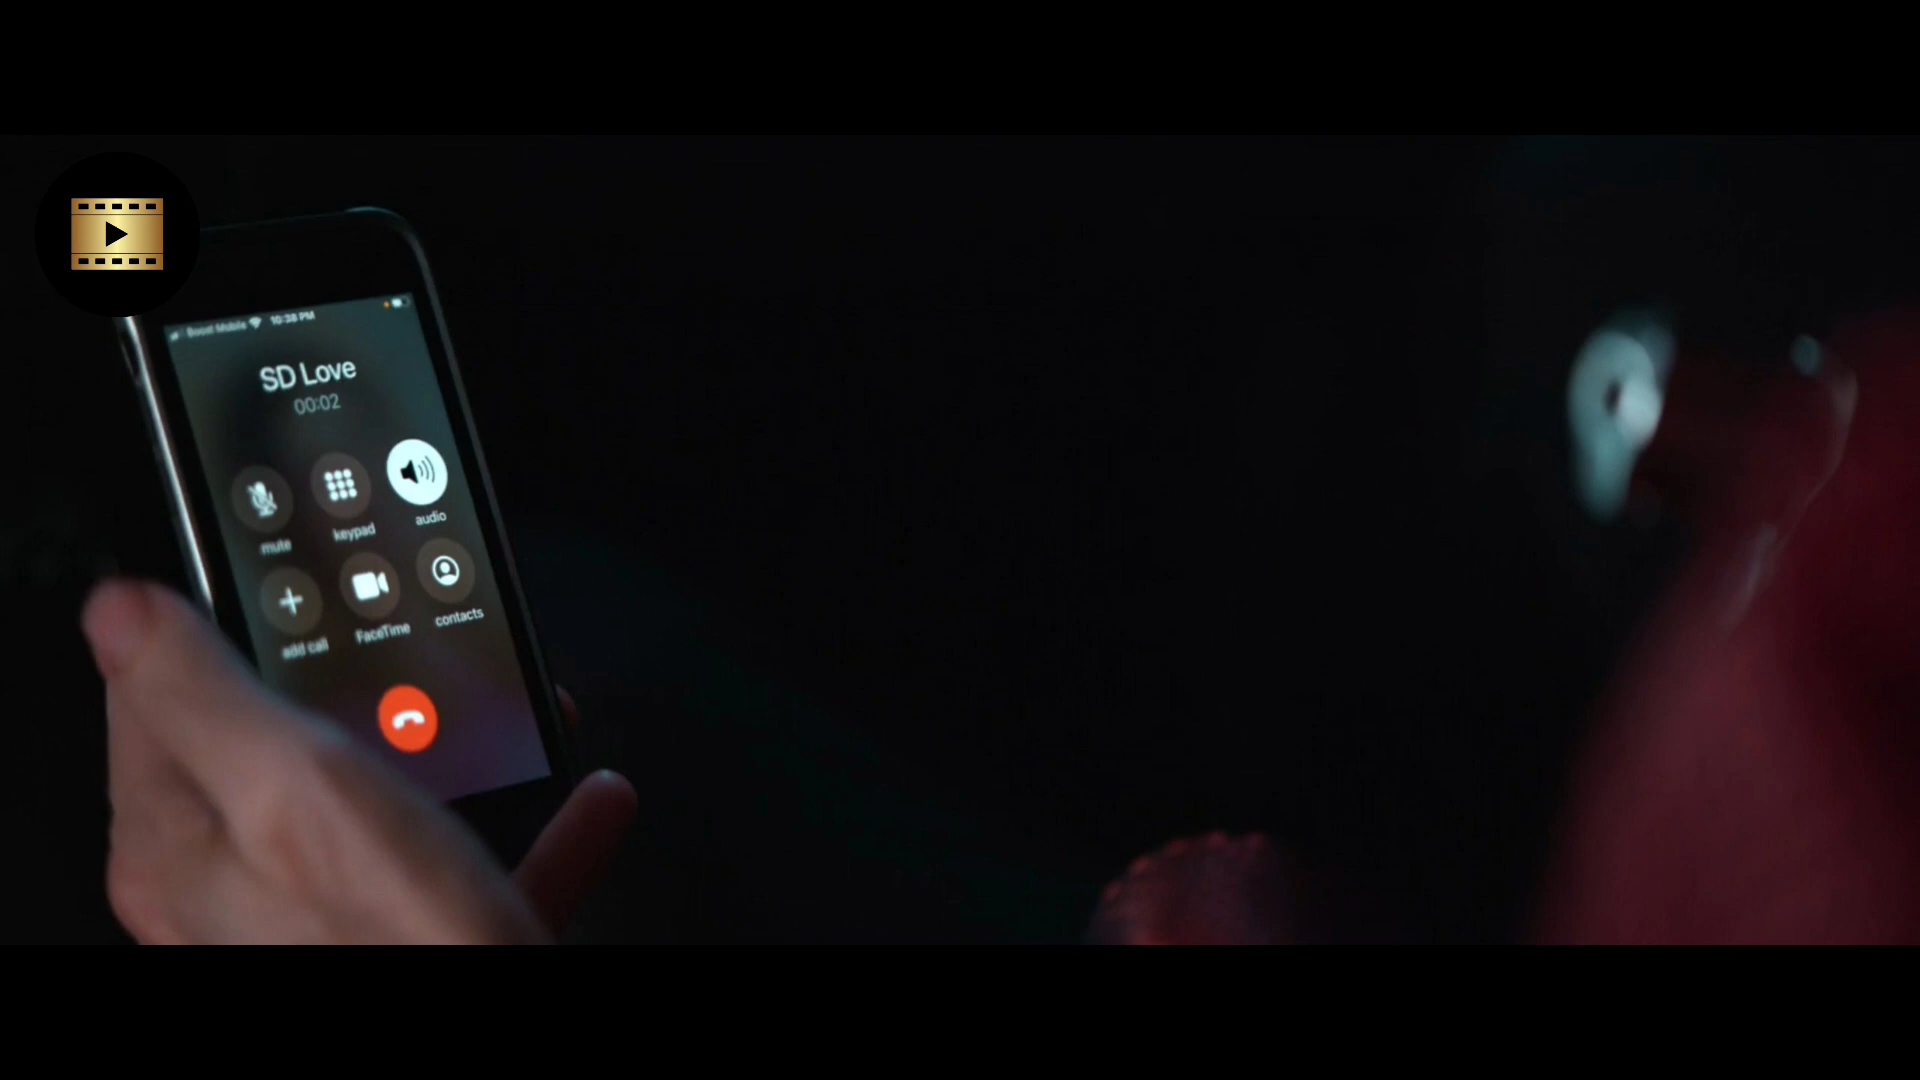 Boost Mobile 10:38 PM
SD Love
00:02
mute keypad audio
add call FaceTime contacts